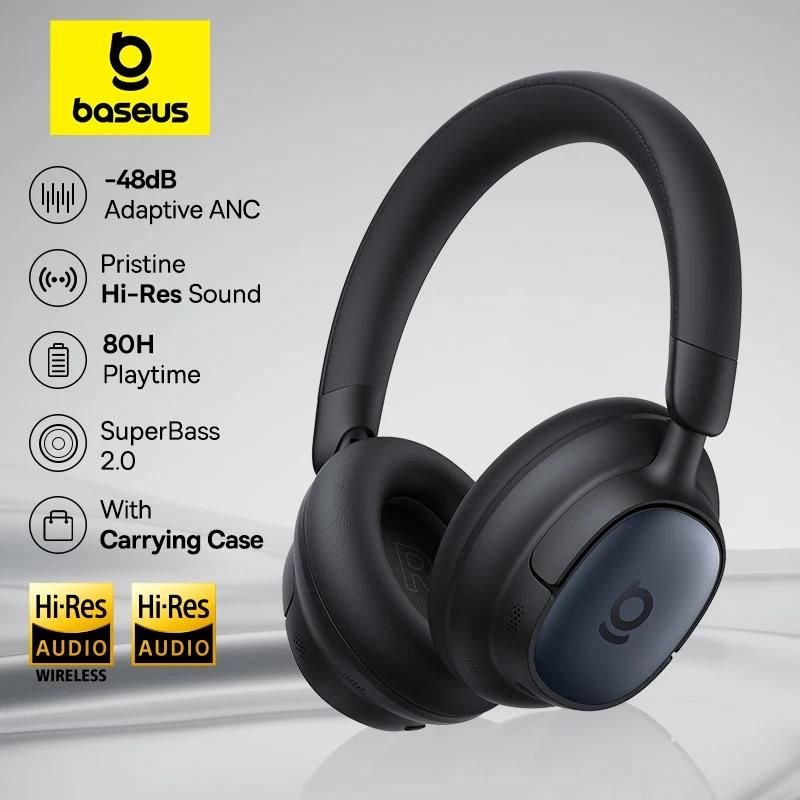 baseus
-48dB
Adaptive ANC
Pristine
Hi-Res Sound
80H
Playtime
SuperBass
2.0
With
Carrying Case
Hi-Res
AUDIO
WIRELESS
Hi-Res
AUDIO
R